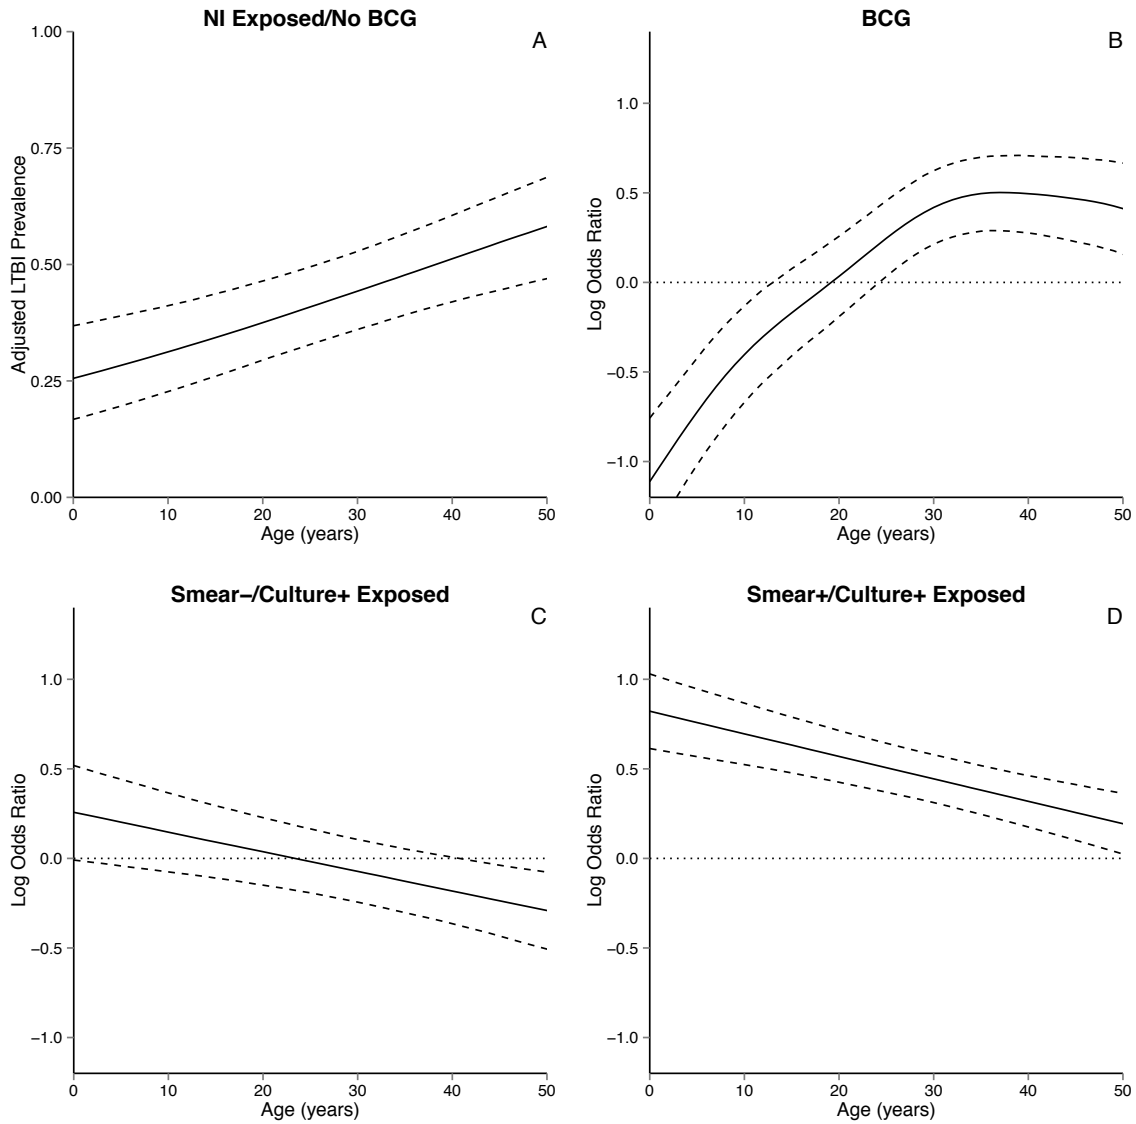 NI Exposed/No BCG
A
1.00
0.75
0.50
0.25
0.00
Adjusted LTBI Prevalence
0 10 20 30 40 50
Age (years)
BCG
B
1.0
0.5
0.0
−0.5
−1.0
Log Odds Ratio
0 10 20 30 40 50
Age (years)
Smear−/Culture+ Exposed
C
1.0
0.5
0.0
−0.5
−1.0
Log Odds Ratio
0 10 20 30 40 50
Age (years)
Smear+/Culture+ Exposed
D
1.0
0.5
0.0
−0.5
−1.0
Log Odds Ratio
0 10 20 30 40 50
Age (years)